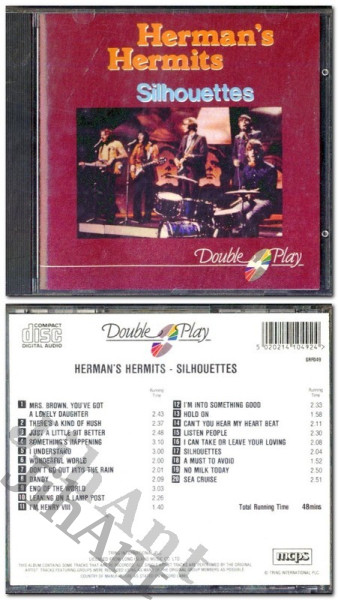 Herman's
Hermits
Silhouettes
Double Play
COMPACT
disc
DIGITAL AUDIO
Double Play
GRF049
5 020214 104924
HERMAN'S HERMITS - SILHOUETTES
Running
Time
1 MRS. BROWN, YOU'VE GOT
A LOVELY DAUGHTER 2.43
2 THERE'S A KIND OF HUSH 2.37
3 JUST A LITTLE BIT BETTER 2.46
4 SOMETHING'S HAPPENING 3.10
5 I UNDERSTAND 3.00
6 WONDERFUL WORLD 2.00
7 DON'T GO OUT INTO THE RAIN 2.01
8 DANDY
9 END OF THE WORLD 3.03
10 LEANING ON A LAMP POST 2.36
11 I'M HENRY VIII 1.40
Running
Time
12 I'M INTO SOMETHING GOOD 2.33
13 HOLD ON 1.58
14 CAN'T YOU HEAR MY HEART BEAT 2.11
15 LISTEN PEOPLE 2.30
16 I CAN TAKE OR LEAVE YOUR LOVING 2.08
17 SILHOUETTES 2.04
18 A MUST TO AVOID 1.52
19 NO MILK TODAY 2.50
20 SEA CRUISE 2.51
Total Running Time 48mins
mcps